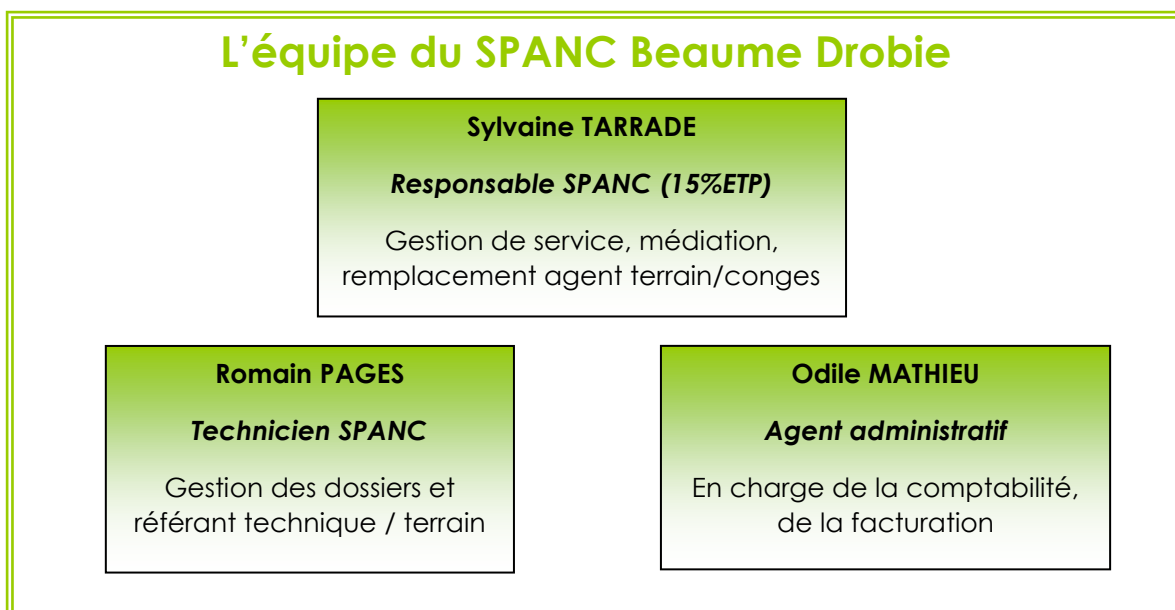 L’équipe du SPANC Beaume Drobie
Sylvaine TARRADE
Responsable SPANC (15%ETP)
Gestion de service, médiation,
remplacement agent terrain/conges
Romain PAGES
Technicien SPANC
Gestion des dossiers et
référant technique / terrain
Odile MATHIEU
Agent administratif
En charge de la comptabilité,
de la facturation